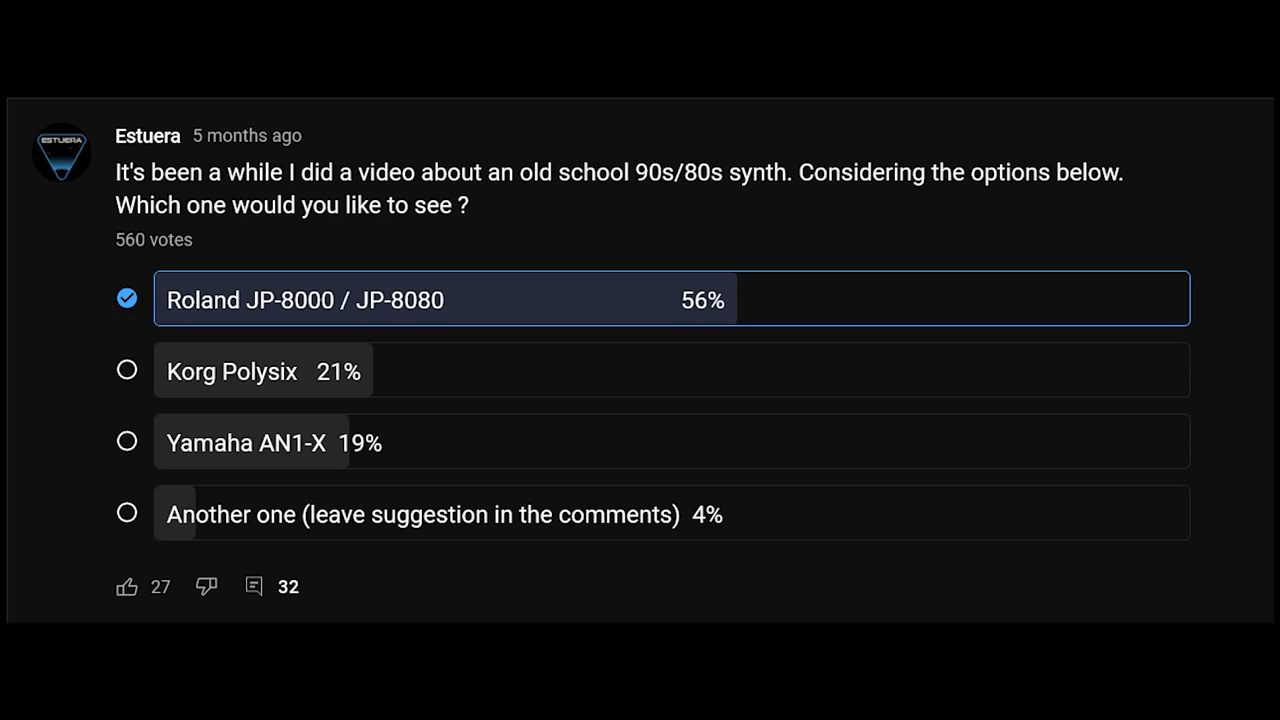 ESTUERA
Estuera 5 months ago
It's been a while I did a video about an old school 90s/80s synth. Considering the options below.
Which one would you like to see ?
560 votes
Roland JP-8000 / JP-8080 56%
Korg Polysix 21%
Yamaha AN1-X 19%
Another one (leave suggestion in the comments) 4%
27 32